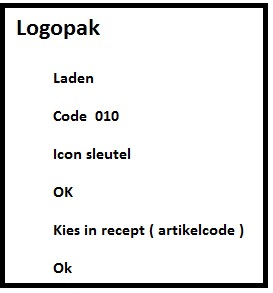 Logopak
Laden
Code  010
Icon sleutel
OK
Kies in recept ( artikelcode )
Ok